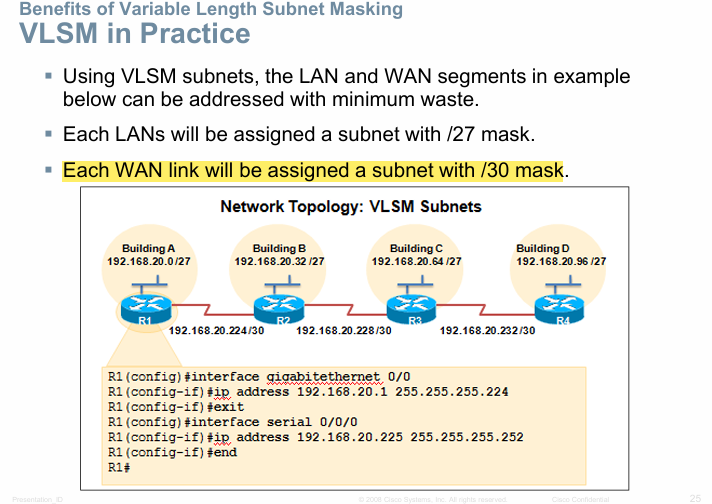 Benefits of Variable Length Subnet Masking
VLSM in Practice
Using VLSM subnets, the LAN and WAN segments in example
below can be addressed with minimum waste.
Each LANs will be assigned a subnet with /27 mask.
Each WAN link will be assigned a subnet with /30 mask.
Network Topology: VLSM Subnets
Building A
192.168.20.0/27
Building B
192.168.20.32 /27
Building C
192.168.20.64 /27
Building D
192.168.20.96 /27
R1
R2
R3
R4
192.168.20.224 /30
192.168.20.228 /30
192.168.20.232 /30
R1(config)#interface gigabitethernet 0/0
R1(config-if)#ip address 192.168.20.1 255.255.255.224
R1(config-if)#exit
R1(config)#interface serial 0/0/0
R1(config-if)#ip address 192.168.20.225 255.255.255.252
R1(config-if)#end
R1#
Presentation_ID
© 2008 Cisco Systems, Inc. All rights reserved.
Cisco Confidential
25